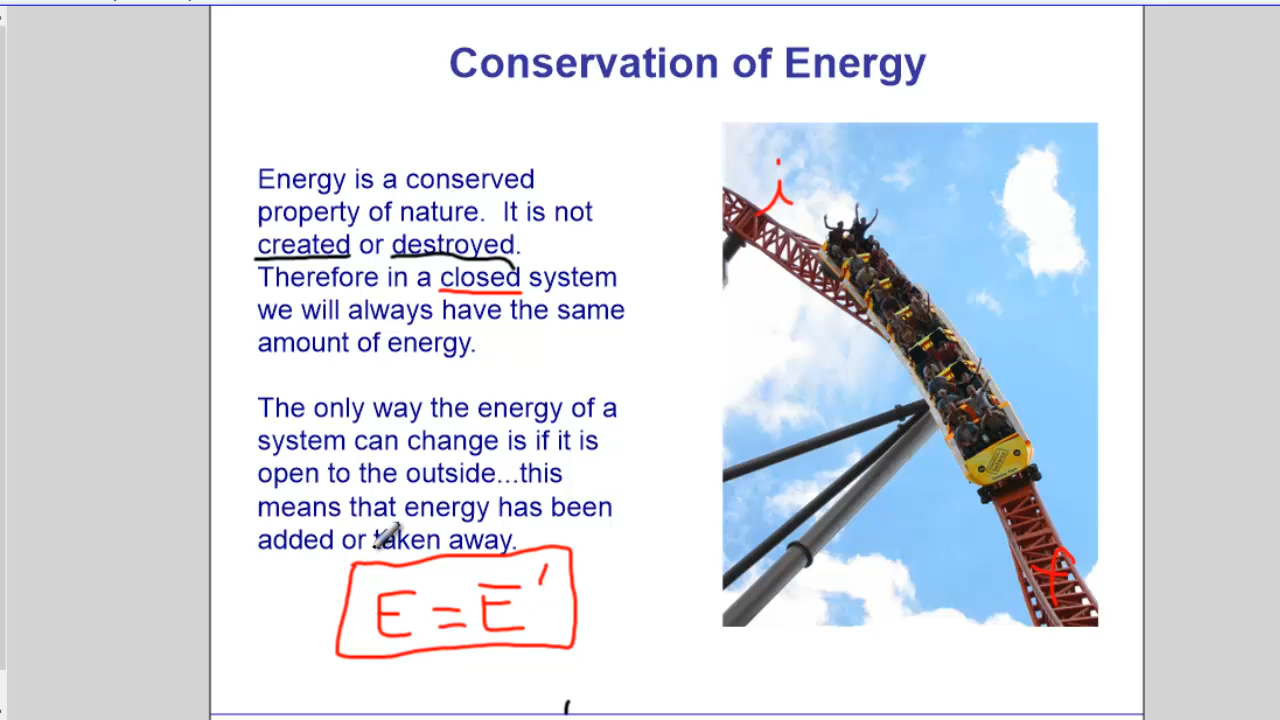 Conservation of Energy
Energy is a conserved
property of nature. It is not
created or destroyed.
Therefore in a closed system
we will always have the same
amount of energy.
The only way the energy of a
system can change is if it is
open to the outside...this
means that energy has been
added or taken away.
E = E'
i
f